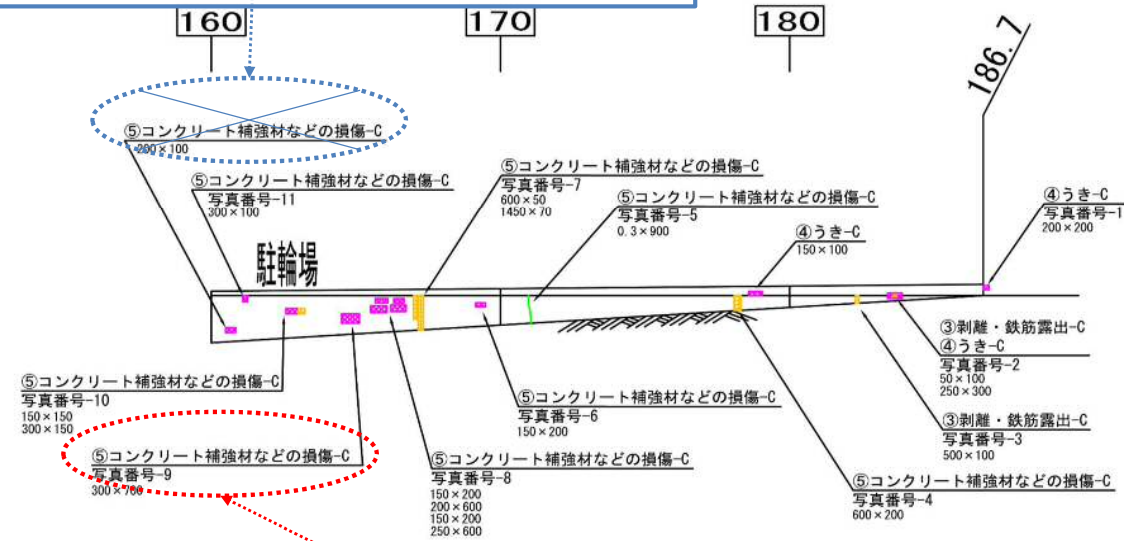 160
170
180
186.7
⑤コンクリート補強材などの損傷-C
200×100
⑤コンクリート補強材などの損傷-C
写真番号-11
300×100
⑤コンクリート補強材などの損傷-C
写真番号-7
600×50
1450×70
⑤コンクリート補強材などの損傷-C
写真番号-5
0.3×900
④うき-C
150×100
④うき-C
写真番号-1
200×200
駐輪場
⑤コンクリート補強材などの損傷-C
写真番号-10
150×150
300×150
⑤コンクリート補強材などの損傷-C
写真番号-9
300×700
⑤コンクリート補強材などの損傷-C
写真番号-8
150×200
200×600
150×200
250×600
⑤コンクリート補強材などの損傷-C
写真番号-6
150×200
③剥離・鉄筋露出-C
④うき-C
写真番号-2
50×100
250×300
③剥離・鉄筋露出-C
写真番号-3
500×100
⑤コンクリート補強材などの損傷-C
写真番号-4
600×200